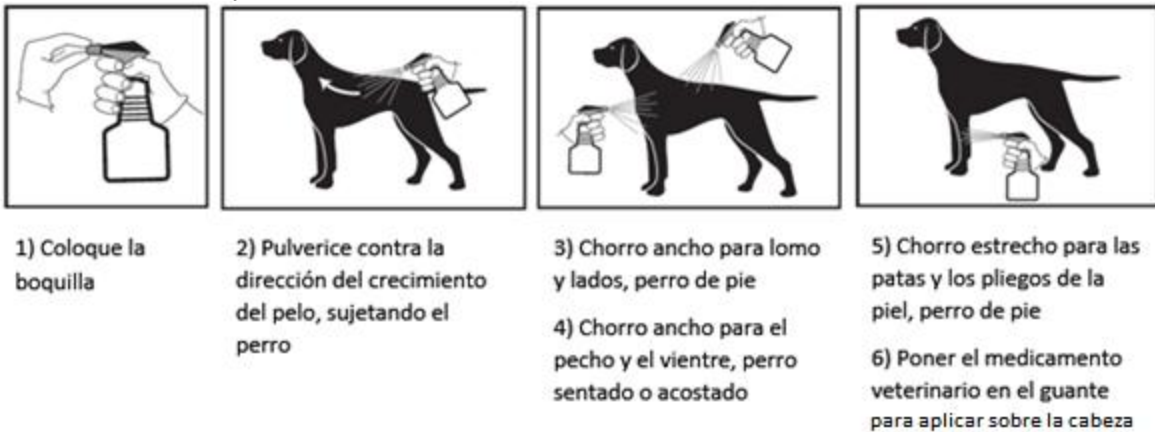 1) Coloque la
boquilla
2) Pulverice contra la
dirección del crecimiento
del pelo, sujetando el
perro
3) Chorro ancho para lomo
y lados, perro de pie
4) Chorro ancho para el
pecho y el vientre, perro
sentado o acostado
5) Chorro estrecho para las
patas y los pliegues de la
piel, perro de pie
6) Poner el medicamento
veterinario en el guante
para aplicar sobre la cabeza